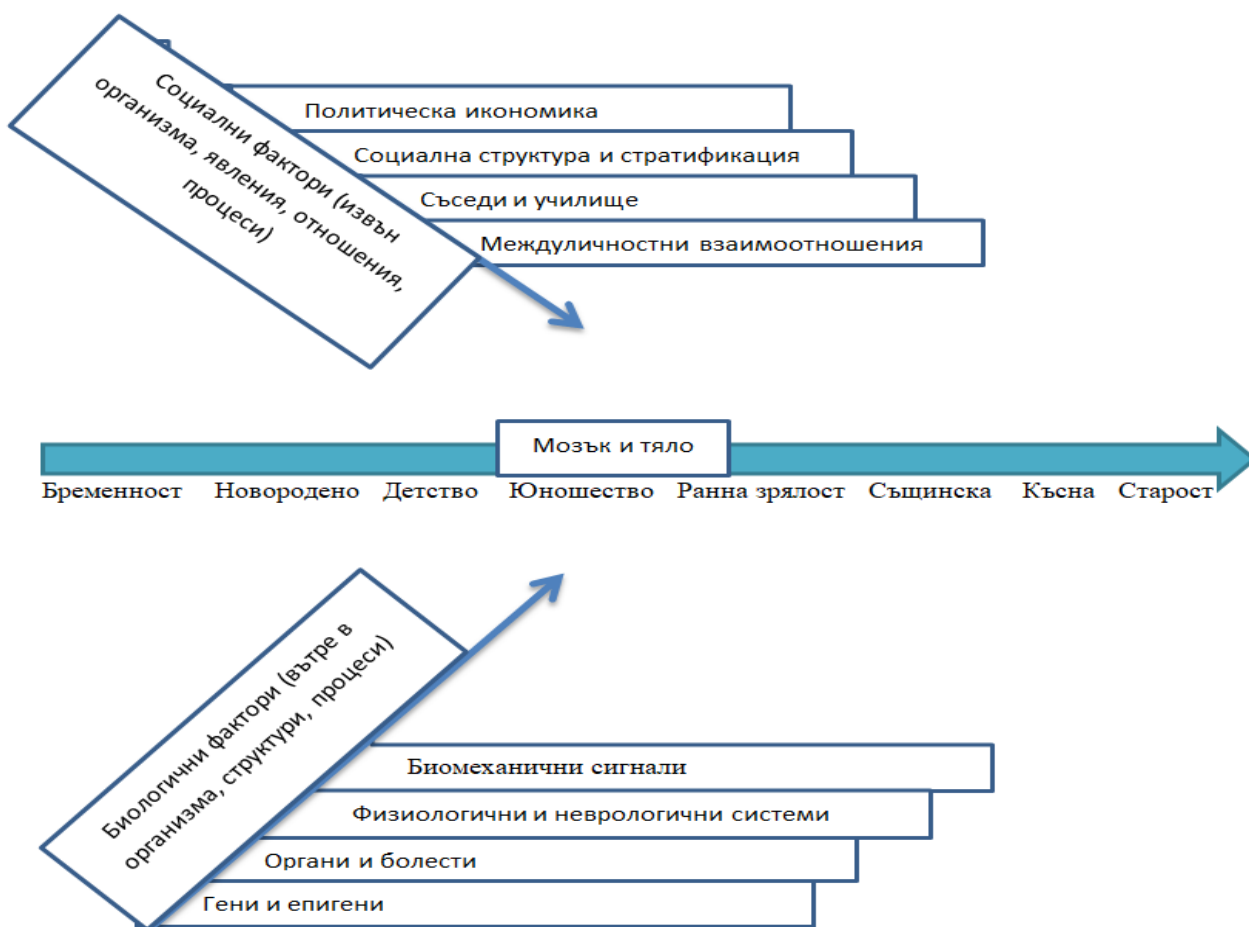 Социални фактори (извън
организма, явления, отношения,
процеси)
Политическа икономика
Социална структура и стратификация
Съседи и училище
Междуличностни взаимоотношения
Мозък и тяло
Бременност Новородено Детство Юношество Ранна зрялост Същинска Късна Старост
Биологични фактори (вътре в
организма, структури, процеси)
Биомеханични сигнали
Физиологични и неврологични системи
Органи и болести
Гени и епигени